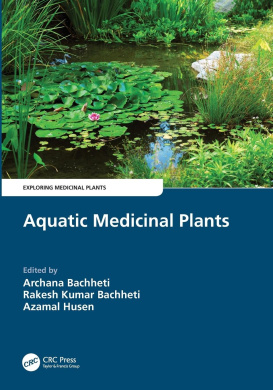 EXPLORING MEDICINAL PLANTS
Aquatic Medicinal Plants
Edited by
Archana Bachheti
Rakesh Kumar Bachheti
Azamal Husen
CRC
CRC Press
Taylor & Francis Group